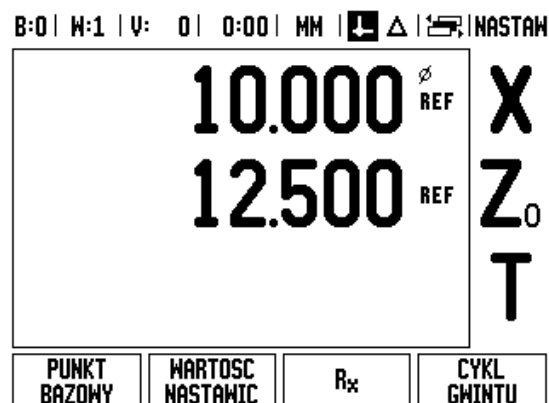 B:0 | W:1 | V: 0 | 0:00 | MM | Δ | NASTAW
10.000 Ø REF X
12.500 REF Z0
T
PUNKT BAZOWY
WARTOSC NASTAWIC
Rx
CYKL GWINTU